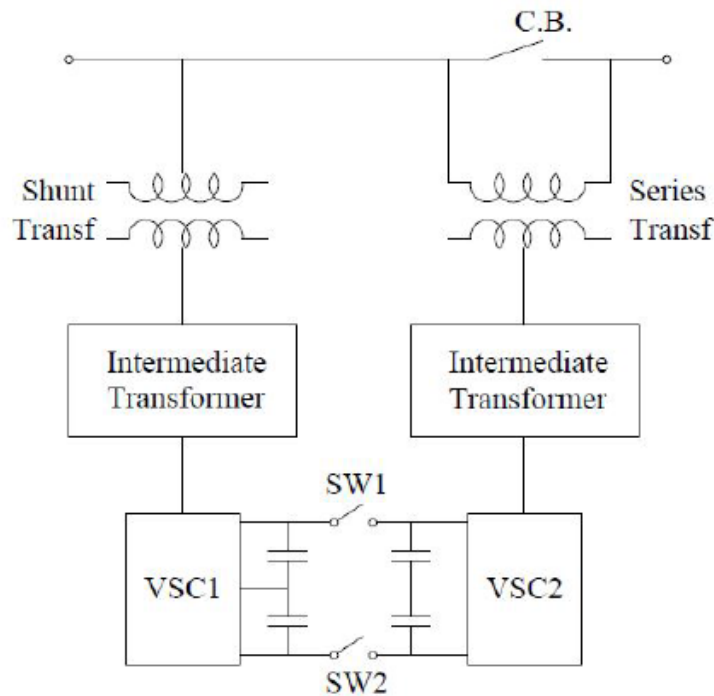 C.B.
Shunt
Transf
Series
Transf
Intermediate
Transformer
Intermediate
Transformer
SW1
VSC1
VSC2
SW2